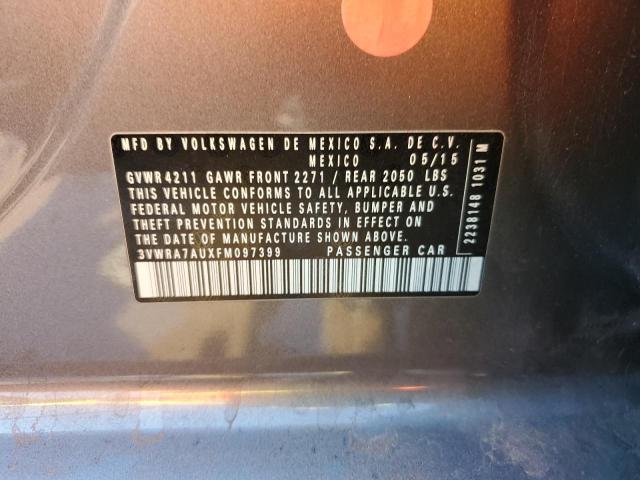 MFD BY VOLKSWAGEN DE MEXICO S.A. DE C.V.
MEXICO 05/15
GVWR4211 GAWR FRONT 2271 / REAR 2050 LBS
THIS VEHICLE CONFORMS TO ALL APPLICABLE U.S.
FEDERAL MOTOR VEHICLE SAFETY, BUMPER AND
THEFT PREVENTION STANDARDS IN EFFECT ON
THE DATE OF MANUFACTURE SHOWN ABOVE.
3VWRA7AUXFM097399 PASSENGER CAR
2238148 1031 M